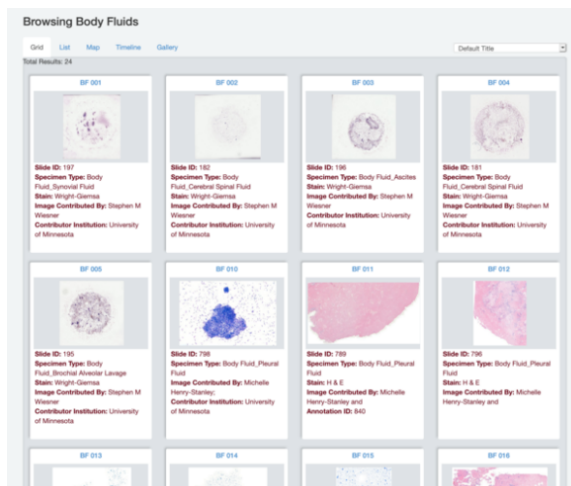 Browsing Body Fluids
Grid List Map Timeline Gallery
Default Title
Total Results: 24
BF 001
Slide ID: 197
Specimen Type: Body
Fluid_Synovial Fluid
Stain: Wright-Giemsa
Image Contributed By: Stephen M
Wiesner
Contributor Institution: University
of Minnesota
BF 002
Slide ID: 182
Specimen Type: Body
Fluid_Cerebral Spinal Fluid
Stain: Wright-Giemsa
Image Contributed By: Stephen M
Wiesner
Contributor Institution: University
of Minnesota
BF 003
Slide ID: 196
Specimen Type: Body Fluid_Ascites
Stain: Wright-Giemsa
Image Contributed By: Stephen M
Wiesner
Contributor Institution: University
of Minnesota
BF 004
Slide ID: 181
Specimen Type: Body
Fluid_Cerebral Spinal Fluid
Stain: Wright-Giemsa
Image Contributed By: Stephen M
Wiesner
Contributor Institution: University
of Minnesota
BF 005
Slide ID: 195
Specimen Type: Body
Fluid_Brochial Alveolar Lavage
Stain: Wright-Giemsa
Image Contributed By: Stephen M
Wiesner
Contributor Institution: University
of Minnesota
BF 010
Slide ID: 798
Specimen Type: Body Fluid_Pleural
Fluid
Image Contributed By: Michelle
Henry-Stanley;
Contributor Institution: University
of Minnesota
BF 011
Slide ID: 789
Specimen Type: Body Fluid_Pleural
Fluid
Stain: H & E
Image Contributed By: Michelle
Henry-Stanley and
Annotation ID: 840
BF 012
Slide ID: 796
Specimen Type: Body Fluid_Pleural
Fluid
Stain: H & E
Image Contributed By: Michelle
Henry-Stanley and
BF 013
BF 014
BF 015
BF 016